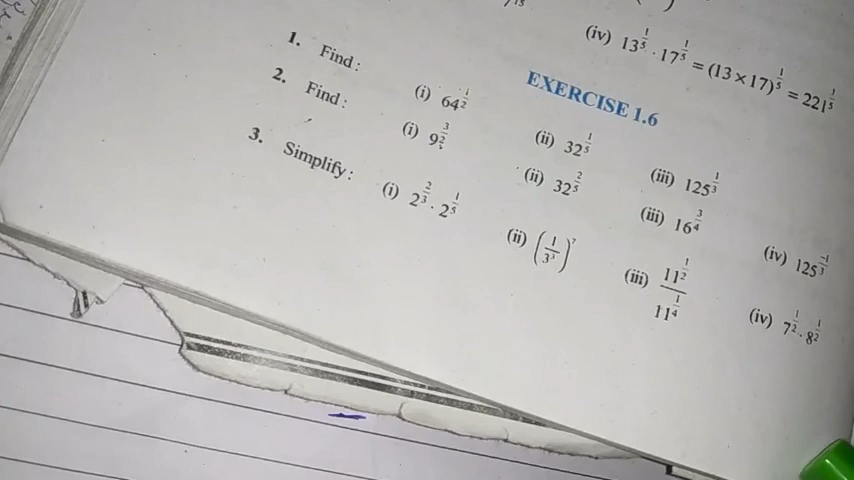 (iv) 13^{1/5} . 17^{1/5} = (13 × 17)^{1/5} = 221^{1/5}
EXERCISE 1.6
1. Find : (i) 64^{1/2} (ii) 32^{1/5} (iii) 125^{1/3}
2. Find : (i) 9^{3/2} (ii) 32^{2/5} (iii) 16^{3/4} (iv) 125^{-1/3}
3. Simplify : (i) 2^{2/3} . 2^{1/5} (ii) (1/3^3)^7 (iii) 11^{1/2}/11^{1/4} (iv) 7^{1/2} . 8^{1/2}